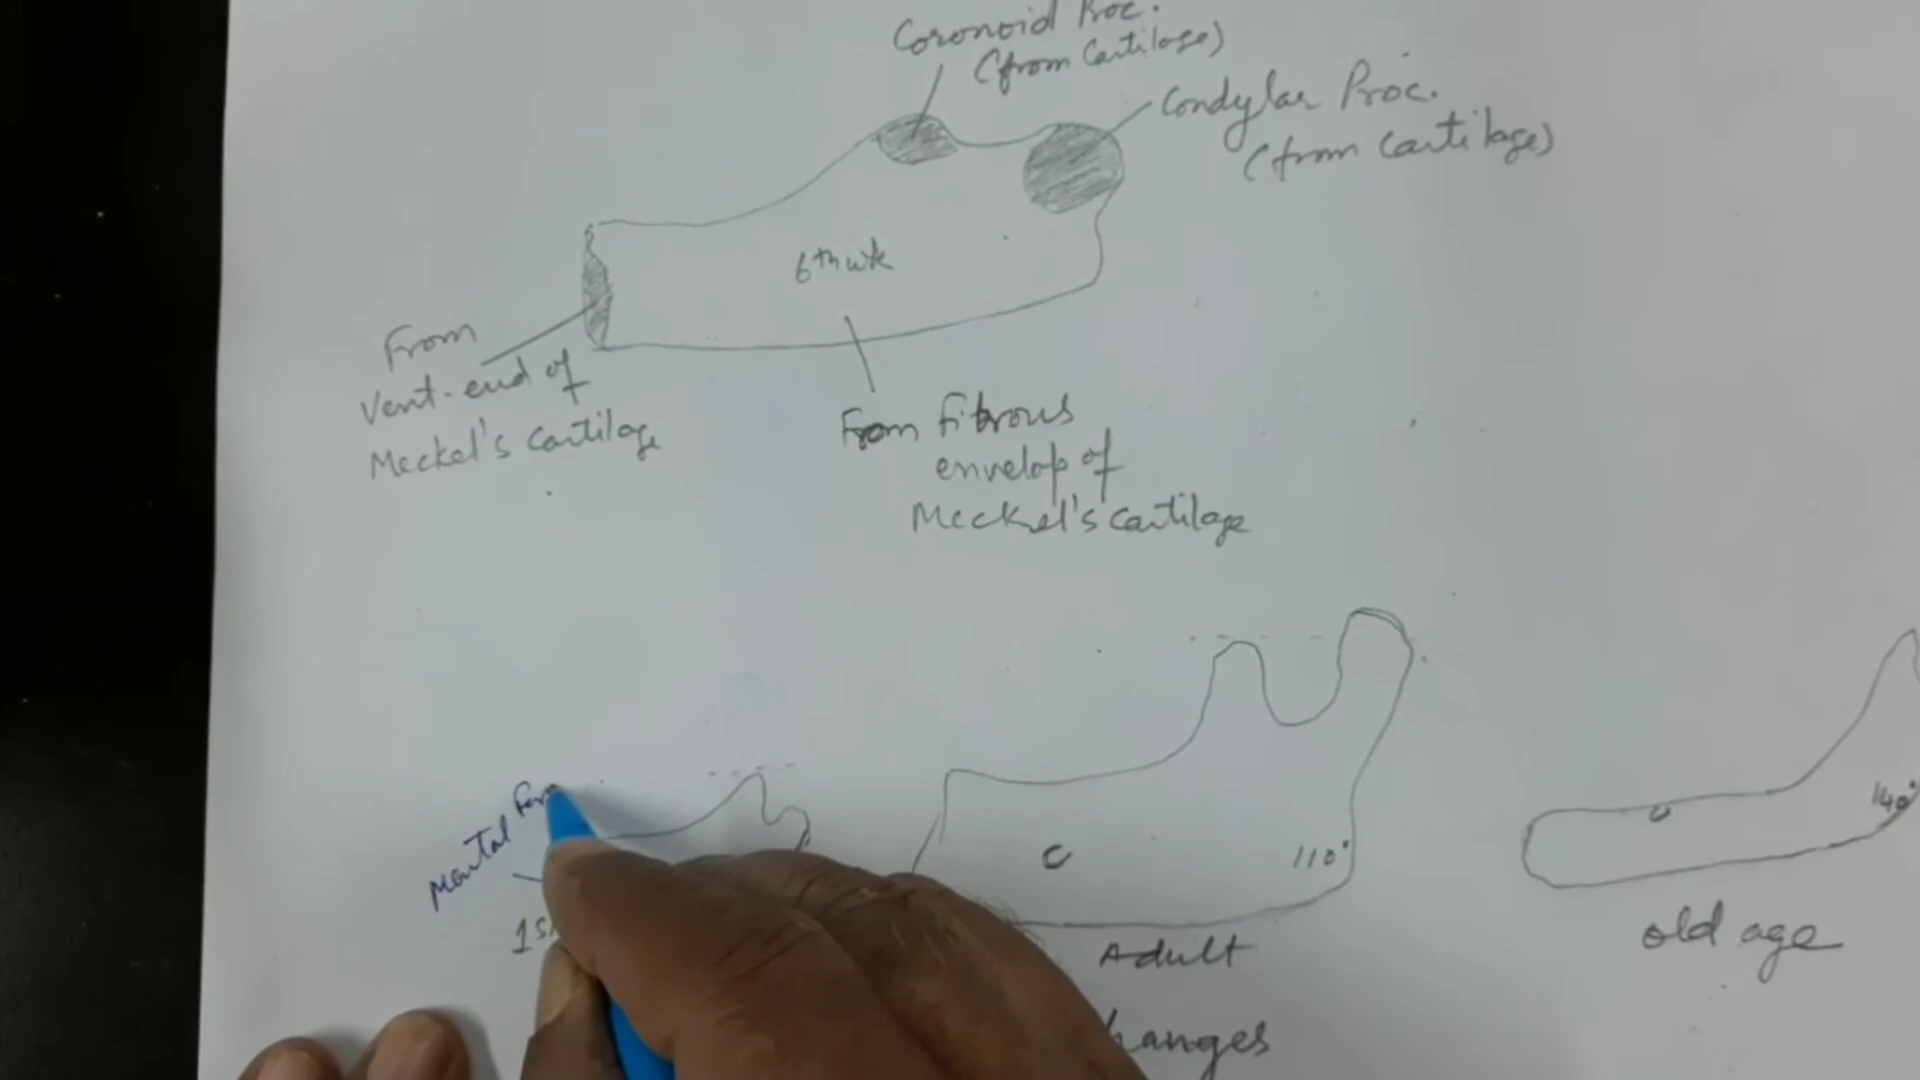 Coronoid Proc.
(from Cartilage)
Condylar Proc.
(from Cartilage)
6th wk
From
Vent. end of
Meckel's Cartilage
From Fibrous
envelop of
Meckel's Cartilage
Mental
110°
140°
Adult
old age